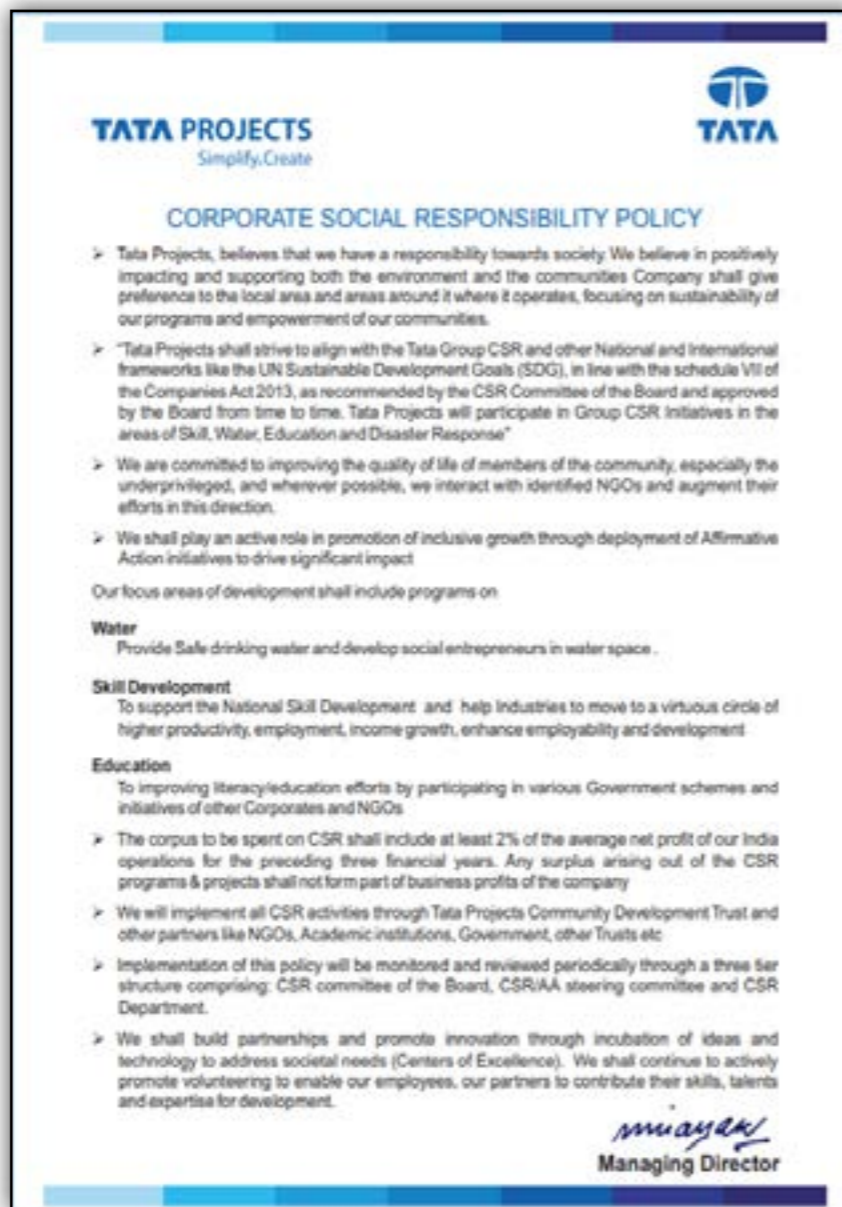 TATA PROJECTS
Simplify.Create
TATA
CORPORATE SOCIAL RESPONSIBILITY POLICY
➢ Tata Projects, believes that we have a responsibility towards society. We believe in positively
impacting and supporting both the environment and the communities Company shall give
preference to the local area and areas around it where it operates, focusing on sustainability of
our programs and empowerment of our communities.
➢ "Tata Projects shall strive to align with the Tata Group CSR and other National and International
frameworks like the UN Sustainable Development Goals (SDG), in line with the schedule VII of
the Companies Act 2013, as recommended by the CSR Committee of the Board and approved
by the Board from time to time. Tata Projects will participate in Group CSR Initiatives in the
areas of Skill, Water, Education and Disaster Response"
➢ We are committed to improving the quality of life of members of the community, especially the
underprivileged, and wherever possible, we interact with identified NGOs and augment their
efforts in this direction.
➢ We shall play an active role in promotion of inclusive growth through deployment of Affirmative
Action initiatives to drive significant impact
Our focus areas of development shall include programs on
Water
Provide Safe drinking water and develop social entrepreneurs in water space .
Skill Development
To support the National Skill Development and help Industries to move to a virtuous circle of
higher productivity, employment, income growth, enhance employability and development
Education
To improving literacy/education efforts by participating in various Government schemes and
initiatives of other Corporates and NGOs
➢ The corpus to be spent on CSR shall include at least 2% of the average net profit of our India
operations for the preceding three financial years. Any surplus arising out of the CSR
programs & projects shall not form part of business profits of the company
➢ We will implement all CSR activities through Tata Projects Community Development Trust and
other partners like NGOs, Academic institutions, Government, other Trusts etc
➢ Implementation of this policy will be monitored and reviewed periodically through a three tier
structure comprising: CSR committee of the Board, CSR/AA steering committee and CSR
Department.
➢ We shall build partnerships and promote innovation through incubation of ideas and
technology to address societal needs (Centers of Excellence). We shall continue to actively
promote volunteering to enable our employees, our partners to contribute their skills, talents
and expertise for development.
Managing Director